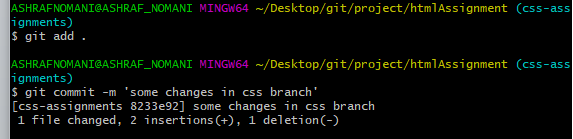 ASHRAFNOMANI@ASHRAF_NOMANI MINGW64 ~/Desktop/git/project/htmlAssignment (css-ass
ignments)
$ git add .
ASHRAFNOMANI@ASHRAF_NOMANI MINGW64 ~/Desktop/git/project/htmlAssignment (css-ass
ignments)
$ git commit -m 'some changes in css branch'
[css-assignments 8233e92] some changes in css branch
 1 file changed, 2 insertions(+), 1 deletion(-)